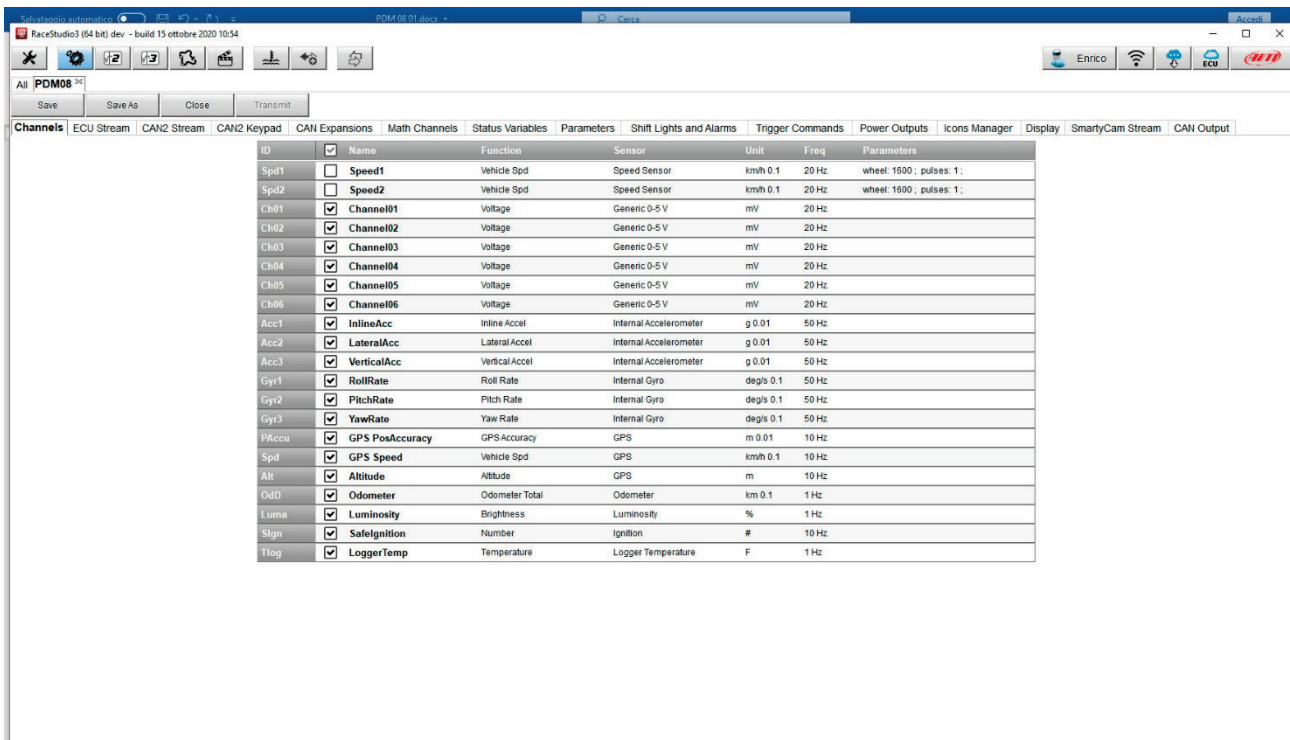 Salvataggio automatico PDM 08 01.docx Cerca Accedi
RaceStudio3 (64 bit) dev - build 15 ottobre 2020 10:54
2 3 Enrico ECU AIM
All PDM08
Save Save As Close Transmit
Channels ECU Stream CAN2 Stream CAN2 Keypad CAN Expansions Math Channels Status Variables Parameters Shift Lights and Alarms Trigger Commands Power Outputs Icons Manager Display SmartyCam Stream CAN Output
ID Name Function Sensor Unit Freq Parameters
Spd1 Speed1 Vehicle Spd Speed Sensor km/h 0.1 20 Hz wheel: 1600 ; pulses: 1 ;
Spd2 Speed2 Vehicle Spd Speed Sensor km/h 0.1 20 Hz wheel: 1600 ; pulses: 1 ;
Ch01 Channel01 Voltage Generic 0-5 V mV 20 Hz
Ch02 Channel02 Voltage Generic 0-5 V mV 20 Hz
Ch03 Channel03 Voltage Generic 0-5 V mV 20 Hz
Ch04 Channel04 Voltage Generic 0-5 V mV 20 Hz
Ch05 Channel05 Voltage Generic 0-5 V mV 20 Hz
Ch06 Channel06 Voltage Generic 0-5 V mV 20 Hz
Acc1 InlineAcc Inline Accel Internal Accelerometer g 0.01 50 Hz
Acc2 LateralAcc Lateral Accel Internal Accelerometer g 0.01 50 Hz
Acc3 VerticalAcc Vertical Accel Internal Accelerometer g 0.01 50 Hz
Gyr1 RollRate Roll Rate Internal Gyro deg/s 0.1 50 Hz
Gyr2 PitchRate Pitch Rate Internal Gyro deg/s 0.1 50 Hz
Gyr3 YawRate Yaw Rate Internal Gyro deg/s 0.1 50 Hz
PAccu GPS PosAccuracy GPS Accuracy GPS m 0.01 10 Hz
Spd GPS Speed Vehicle Spd GPS km/h 0.1 10 Hz
Alt Altitude Altitude GPS m 10 Hz
OdD Odometer Odometer Total Odometer km 0.1 1 Hz
Luma Luminosity Brightness Luminosity % 1 Hz
SIgn SafeIgnition Number Ignition # 10 Hz
Tlog LoggerTemp Temperature Logger Temperature F 1 Hz